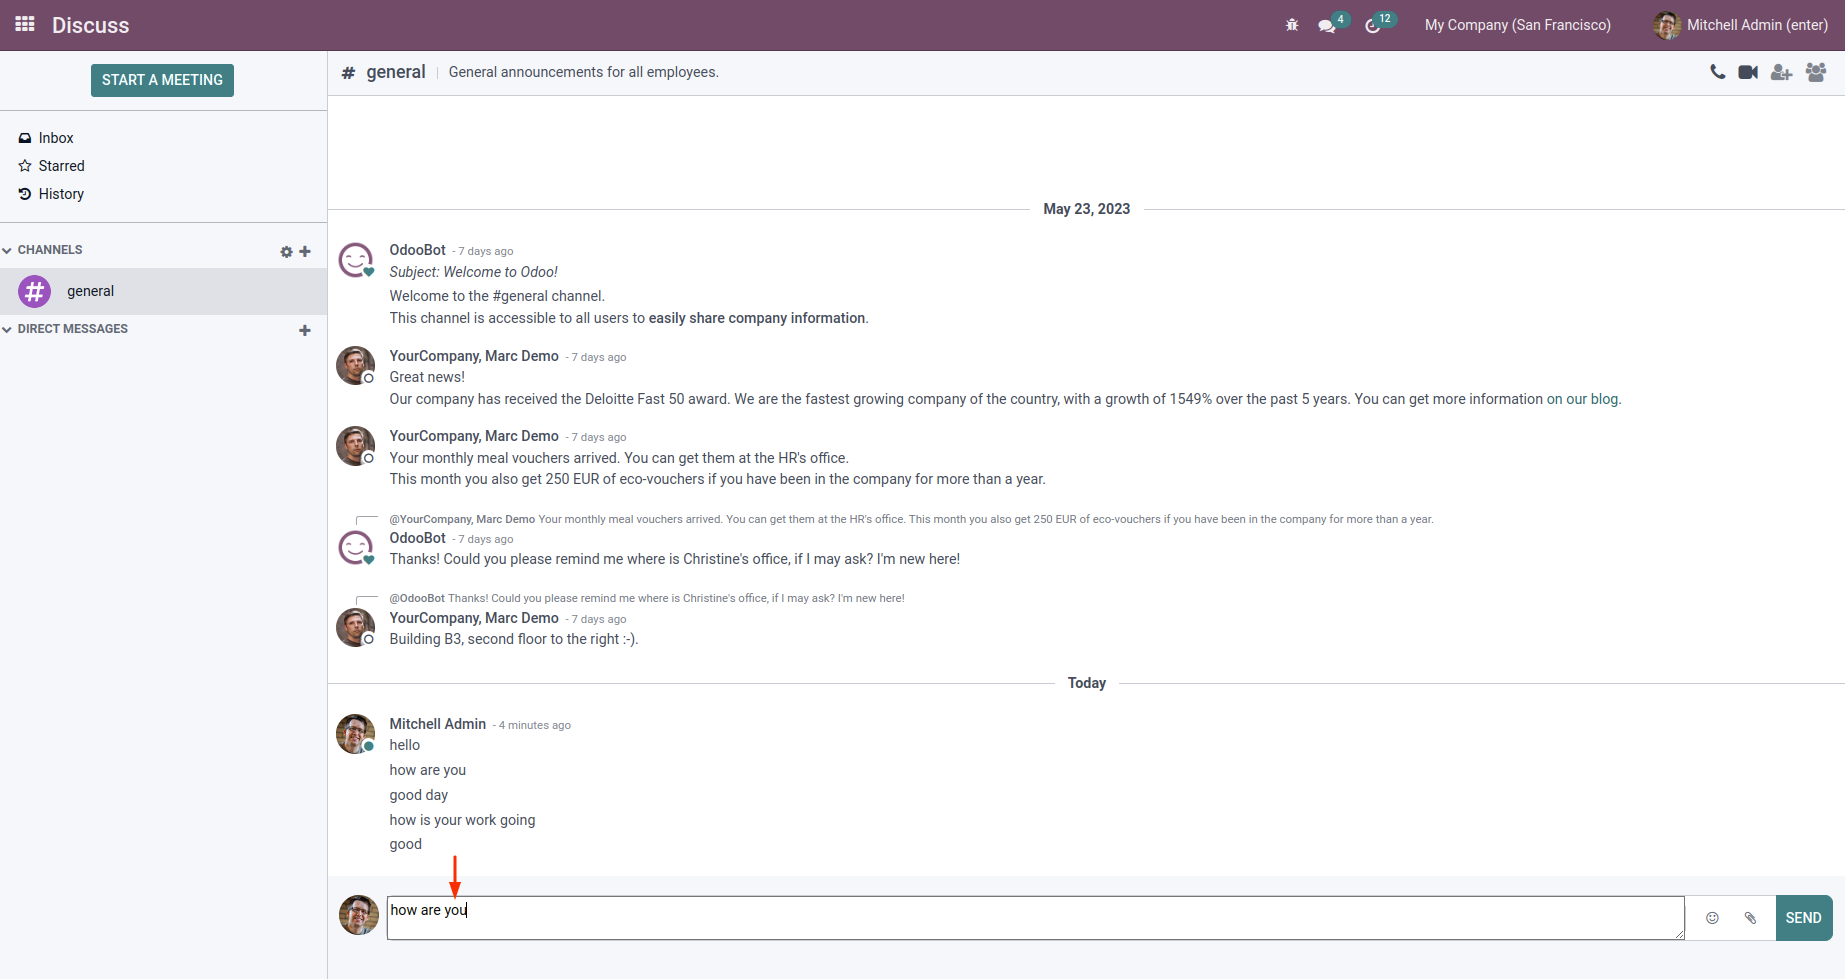 Discuss
4
12
My Company (San Francisco)
Mitchell Admin (enter)
START A MEETING
Inbox
Starred
History
CHANNELS
general
DIRECT MESSAGES
# general
General announcements for all employees.
May 23, 2023
OdooBot - 7 days ago
Subject: Welcome to Odoo!
Welcome to the #general channel.
This channel is accessible to all users to easily share company information.
YourCompany, Marc Demo - 7 days ago
Great news!
Our company has received the Deloitte Fast 50 award. We are the fastest growing company of the country, with a growth of 1549% over the past 5 years. You can get more information on our blog.
YourCompany, Marc Demo - 7 days ago
Your monthly meal vouchers arrived. You can get them at the HR's office.
This month you also get 250 EUR of eco-vouchers if you have been in the company for more than a year.
@YourCompany, Marc Demo Your monthly meal vouchers arrived. You can get them at the HR's office. This month you also get 250 EUR of eco-vouchers if you have been in the company for more than a year.
OdooBot - 7 days ago
Thanks! Could you please remind me where is Christine's office, if I may ask? I'm new here!
@OdooBot Thanks! Could you please remind me where is Christine's office, if I may ask? I'm new here!
YourCompany, Marc Demo - 7 days ago
Building B3, second floor to the right :-).
Today
Mitchell Admin - 4 minutes ago
hello
how are you
good day
how is your work going
good
how are you
SEND